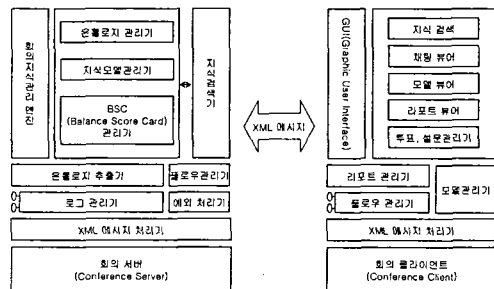 회의지식관리엔진
온톨로지 관리기
지식모델관리기
BSC
(Balance Score Card)
관리기
지식검색기
온톨로지 추출기
플로우관리기
로그 관리기
예외 처리기
XML 메시지 처리기
회의 서버
(Conference Server)
XML 메시지
GUI(Graphic User Interface)
지식 검색
채팅 뷰어
모델 뷰어
리포트 뷰어
투표, 설문관리기
리포트 관리기
플로우 관리기
모델관리기
XML 메시지 처리기
회의 클라이언트
(Conference Client)